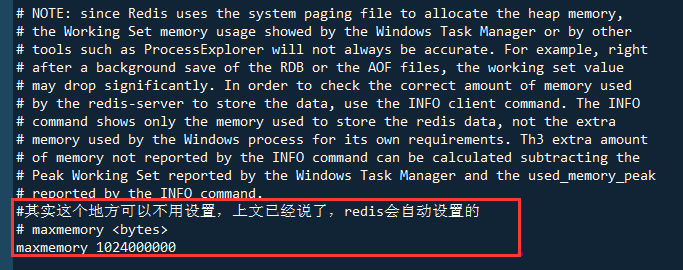 # NOTE: since Redis uses the system paging file to allocate the heap memory,
# the Working Set memory usage showed by the Windows Task Manager or by other
# tools such as ProcessExplorer will not always be accurate. For example, right
# after a background save of the RDB or the AOF files, the working set value
# may drop significantly. In order to check the correct amount of memory used
# by the redis-server to store the data, use the INFO client command. The INFO
# command shows only the memory used to store the redis data, not the extra
# memory used by the Windows process for its own requirements. Th3 extra amount
# of memory not reported by the INFO command can be calculated subtracting the
# Peak Working Set reported by the Windows Task Manager and the used_memory_peak
# reported by the INFO command.
#其实这个地方可以不用设置，上文已经说了，redis会自动设置的
# maxmemory <bytes>
maxmemory 1024000000